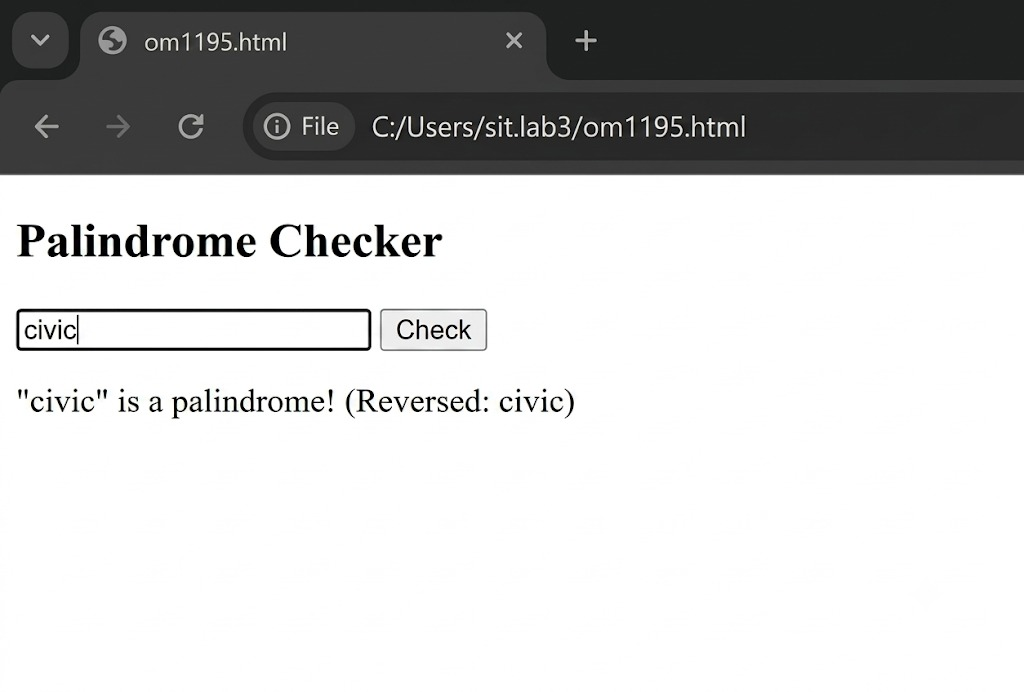 om1195.html
File C:/Users/sit.lab3/om1195.html
Palindrome Checker
civic Check
"civic" is a palindrome! (Reversed: civic)